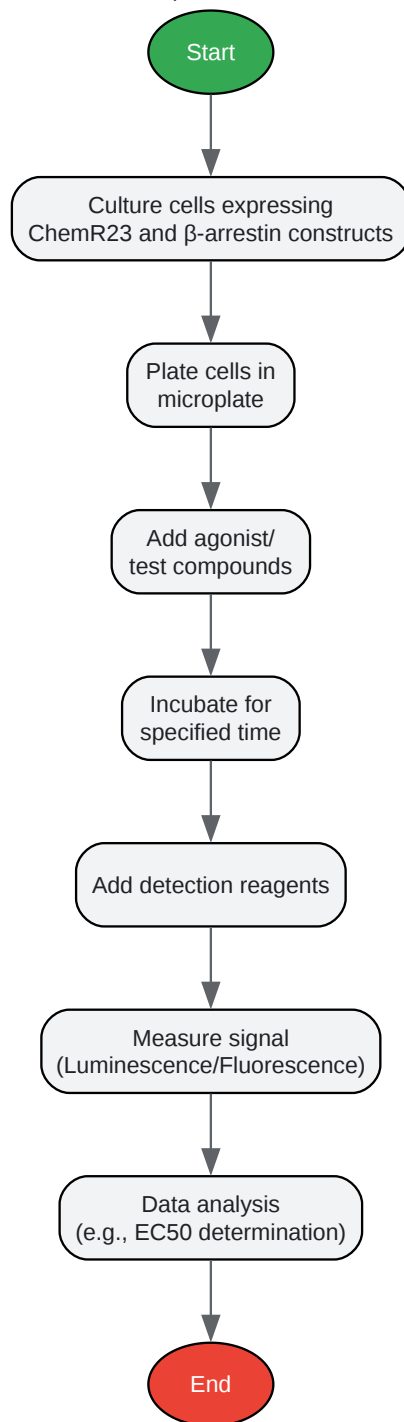 Start
Culture cells expressing
ChemR23 and β-arrestin constructs
Plate cells in
microplate
Add agonist/
test compounds
Incubate for
specified time
Add detection reagents
Measure signal
(Luminescence/Fluorescence)
Data analysis
(e.g., EC50 determination)
End